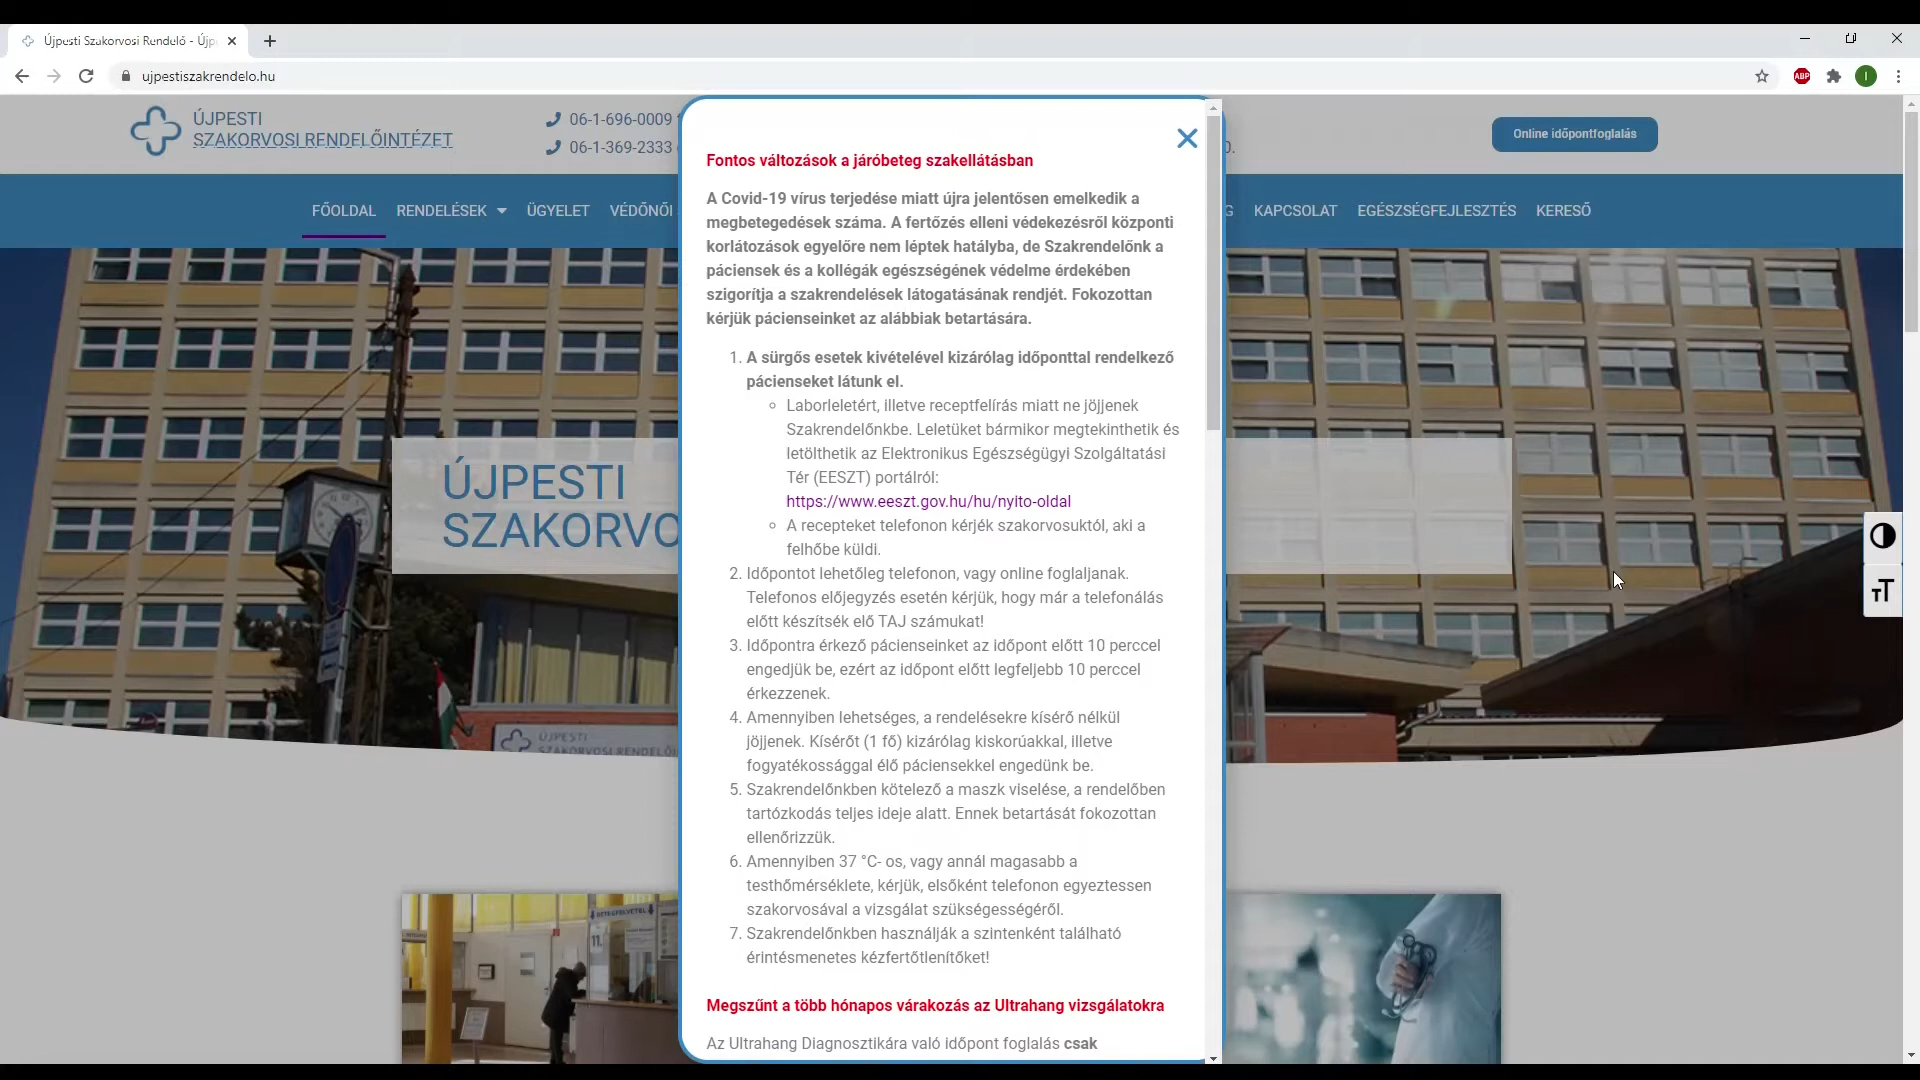 Újpesti Szakorvosi Rendelő - Újp
ujpestiszakrendelo.hu
ABP
I
ÚJPESTI
SZAKORVOSI RENDELŐINTÉZET
06-1-696-0009
06-1-369-2333
0.
Online időpontfoglalás
FŐOLDAL RENDELÉSEK ÜGYELET VÉDŐNŐI G KAPCSOLAT EGÉSZSÉGFEJLESZTÉS KERESŐ
ÚJPESTI
SZAKORVO
Fontos változások a járóbeteg szakellátásban
A Covid-19 vírus terjedése miatt újra jelentősen emelkedik a
megbetegedések száma. A fertőzés elleni védekezésről központi
korlátozások egyelőre nem léptek hatályba, de Szakrendelőnk a
páciensek és a kollégák egészségének védelme érdekében
szigorítja a szakrendelések látogatásának rendjét. Fokozottan
kérjük pácienseinket az alábbiak betartására.
1. A sürgős esetek kivételével kizárólag időponttal rendelkező
pácienseket látunk el.
Laborleletért, illetve receptfelírás miatt ne jöjjenek
Szakrendelőnkbe. Leletüket bármikor megtekinthetik és
letölthetik az Elektronikus Egészségügyi Szolgáltatási
Tér (EESZT) portálról:
https://www.eeszt.gov.hu/hu/nyito-oldal
A recepteket telefonon kérjék szakorvosuktól, aki a
felhőbe küldi.
2. Időpontot lehetőleg telefonon, vagy online foglaljanak.
Telefonos előjegyzés esetén kérjük, hogy már a telefonálás
előtt készítsék elő TAJ számukat!
3. Időpontra érkező pácienseinket az időpont előtt 10 perccel
engedjük be, ezért az időpont előtt legfeljebb 10 perccel
érkezzenek.
4. Amennyiben lehetséges, a rendelésekre kísérő nélkül
jöjjenek. Kísérőt (1 fő) kizárólag kiskorúakkal, illetve
fogyatékossággal élő páciensekkel engedünk be.
5. Szakrendelőnkben kötelező a maszk viselése, a rendelőben
tartózkodás teljes ideje alatt. Ennek betartását fokozottan
ellenőrizzük.
6. Amennyiben 37 °C- os, vagy annál magasabb a
testhőmérséklete, kérjük, elsőként telefonon egyeztessen
szakorvosával a vizsgálat szükségességéről.
7. Szakrendelőnkben használják a szintenként található
érintésmentes kézfertőtlenítőket!
Megszűnt a több hónapos várakozás az Ultrahang vizsgálatokra
Az Ultrahang Diagnosztikára való időpont foglalás csak
ÚJPESTI
SZAKORVOSI RENDELŐI
BETEGFELVÉTEL
11.
TT